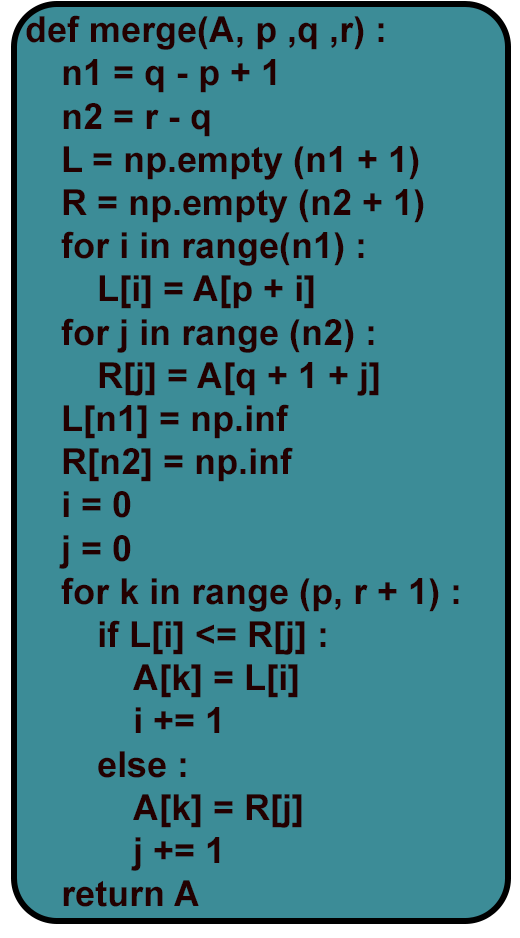 def merge(A, p ,q ,r) :
    n1 = q - p + 1
    n2 = r - q
    L = np.empty (n1 + 1)
    R = np.empty (n2 + 1)
    for i in range(n1) :
        L[i] = A[p + i]
    for j in range (n2) :
        R[j] = A[q + 1 + j]
    L[n1] = np.inf
    R[n2] = np.inf
    i = 0
    j = 0
    for k in range (p, r + 1) :
        if L[i] <= R[j] :
            A[k] = L[i]
            i += 1
        else :
            A[k] = R[j]
            j += 1
    return A